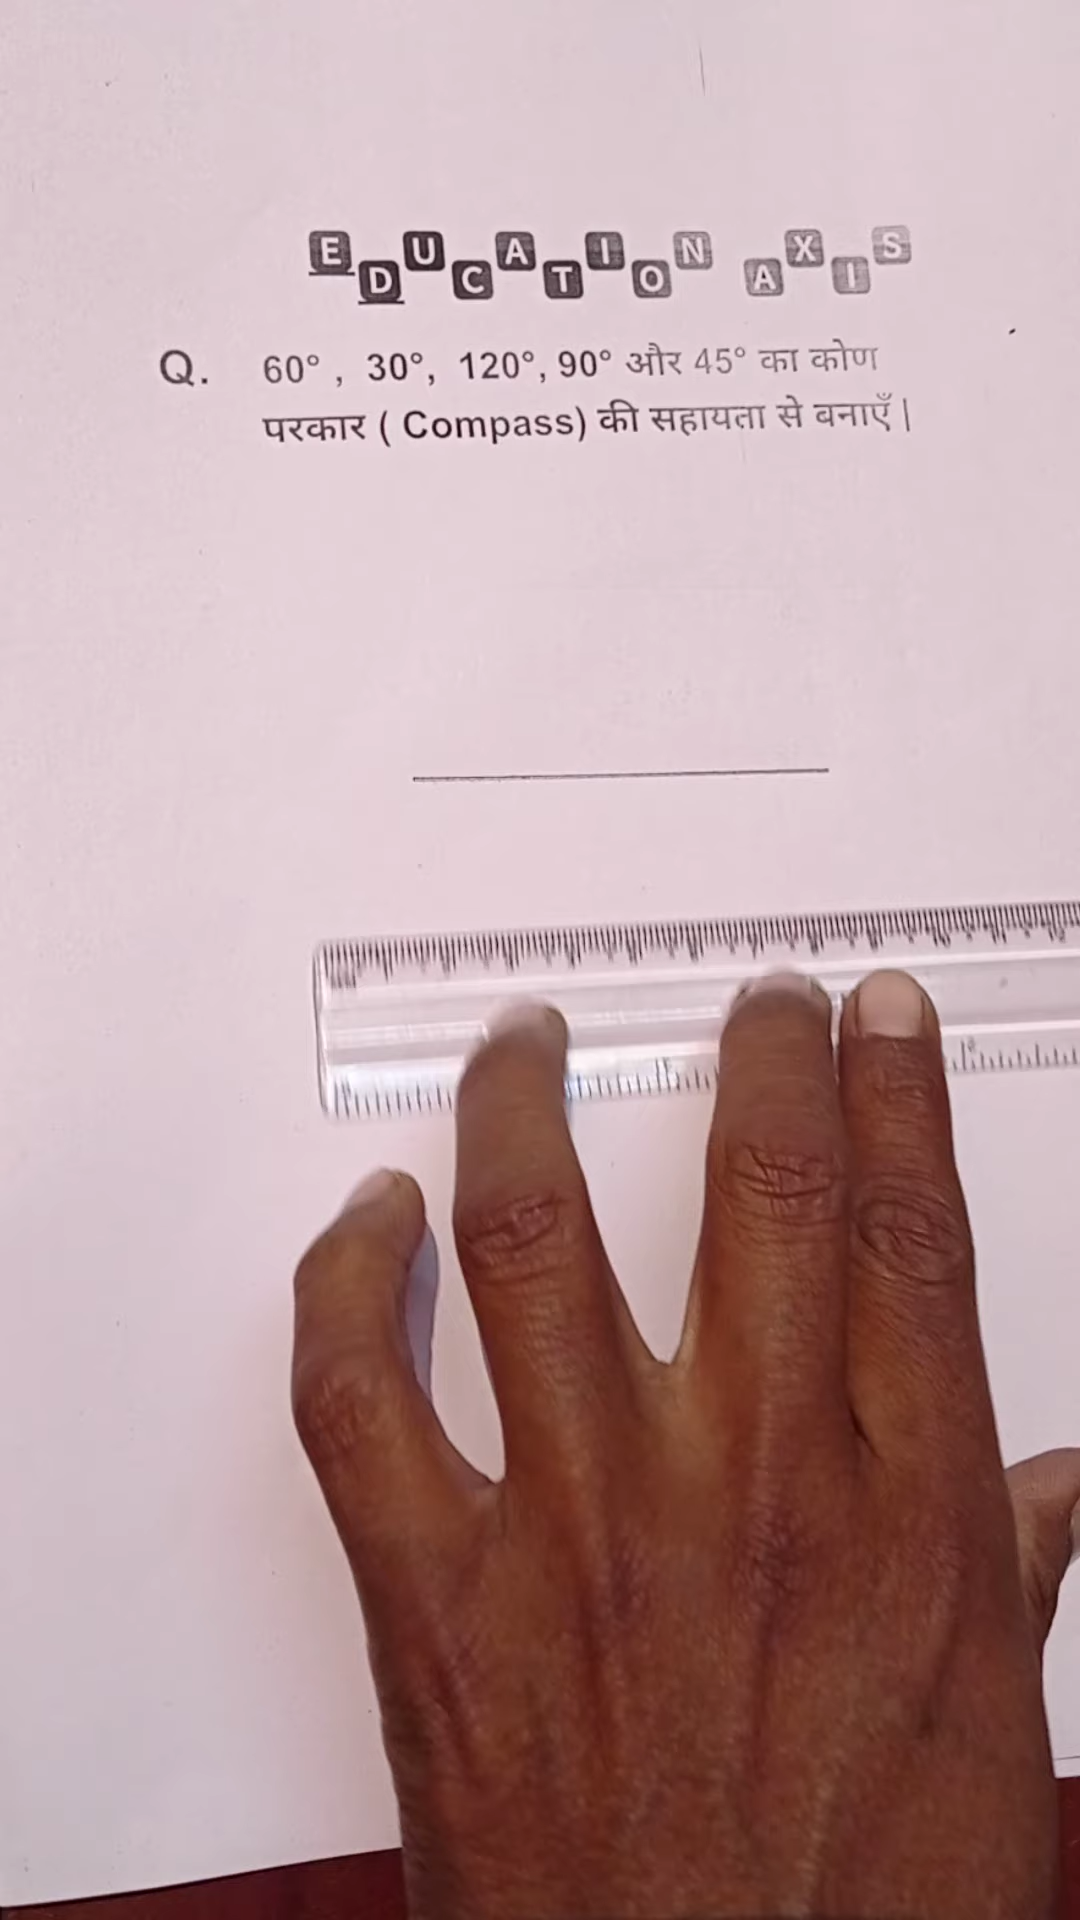 EDUCATION AXIS
Q. 60° , 30°, 120°, 90° और 45° का कोण
परकार ( Compass) की सहायता से बनाएँ |